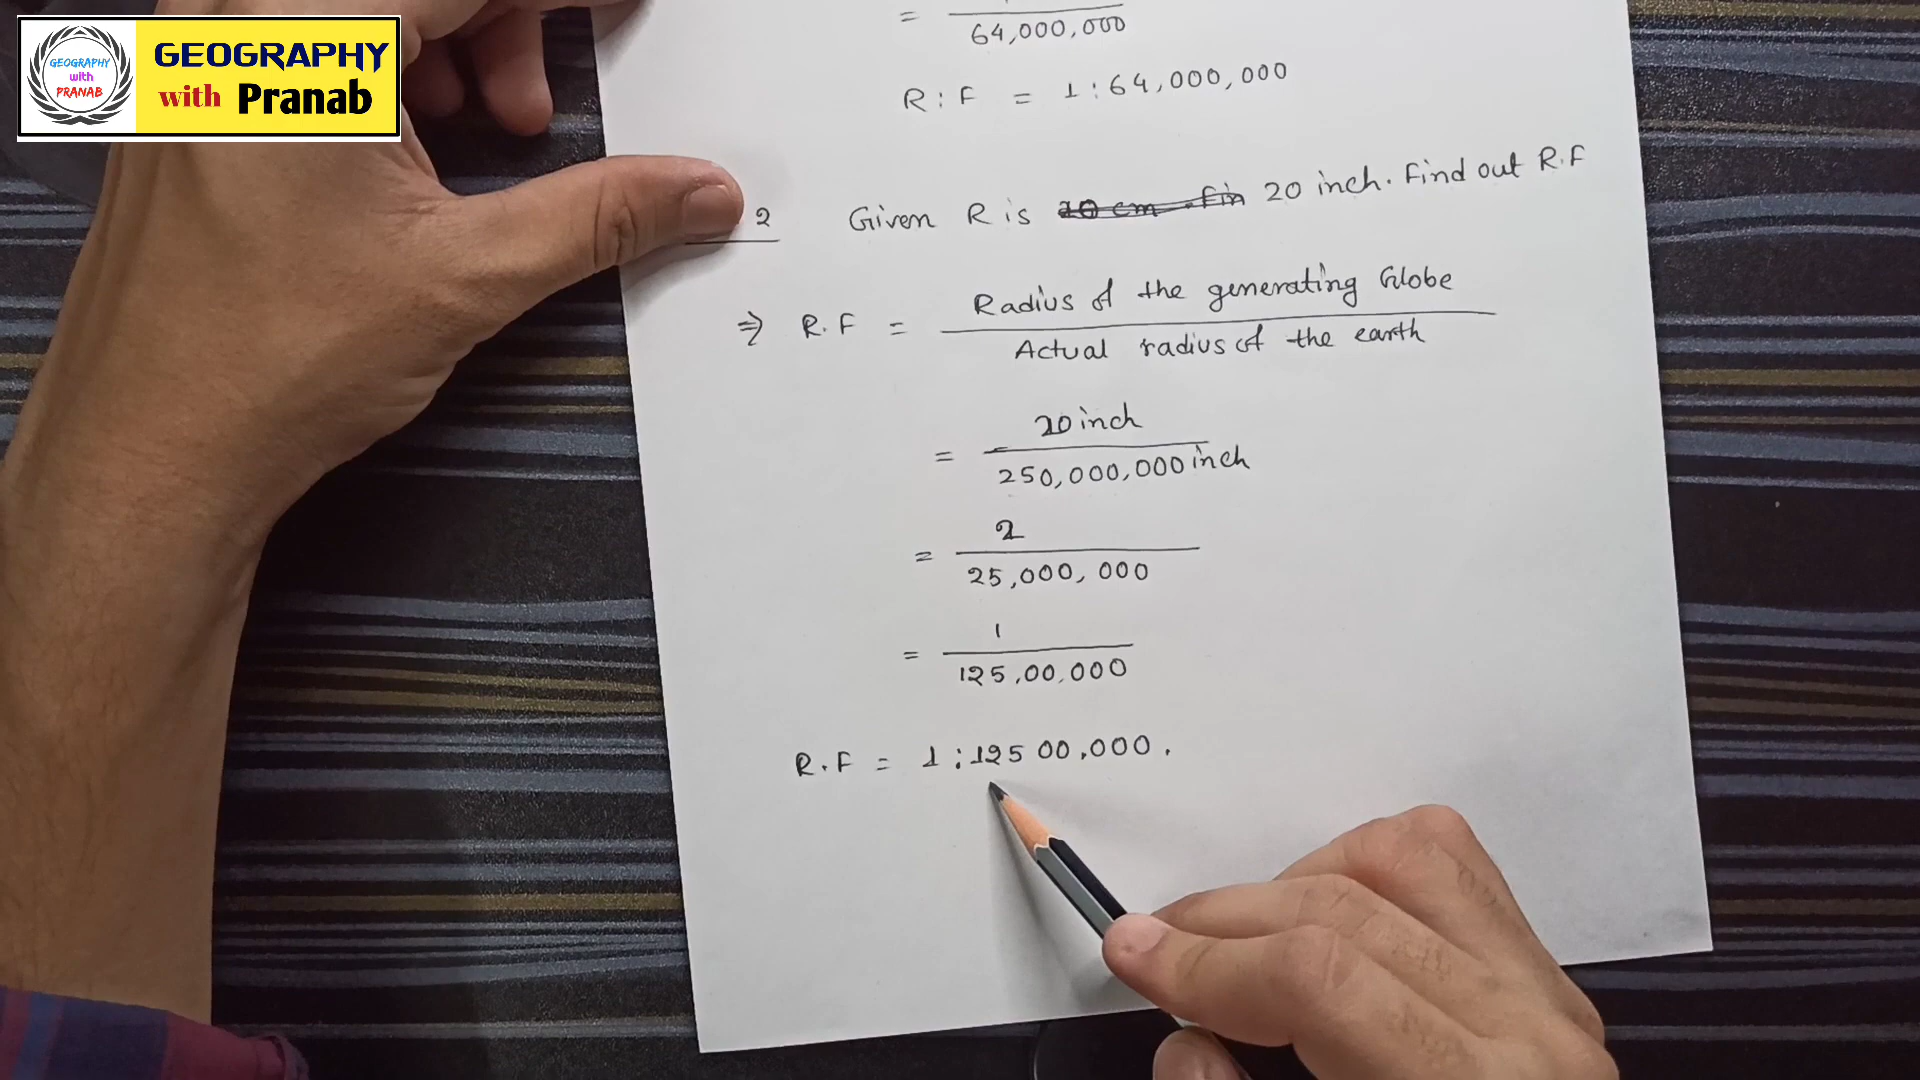 GEOGRAPHY
with
PRANAB
GEOGRAPHY
with Pranab
=
64,000,000
R:F = 1:64,000,000
2 Given R is 20 cm . Fin 20 inch. Find out R.F
⇒ R.F = Radius of the generating Globe
Actual radius of the earth
= 20 inch
250,000,000 inch
= 2
25,000,000
= 1
125,00,000
R.F = 1:12500,000.